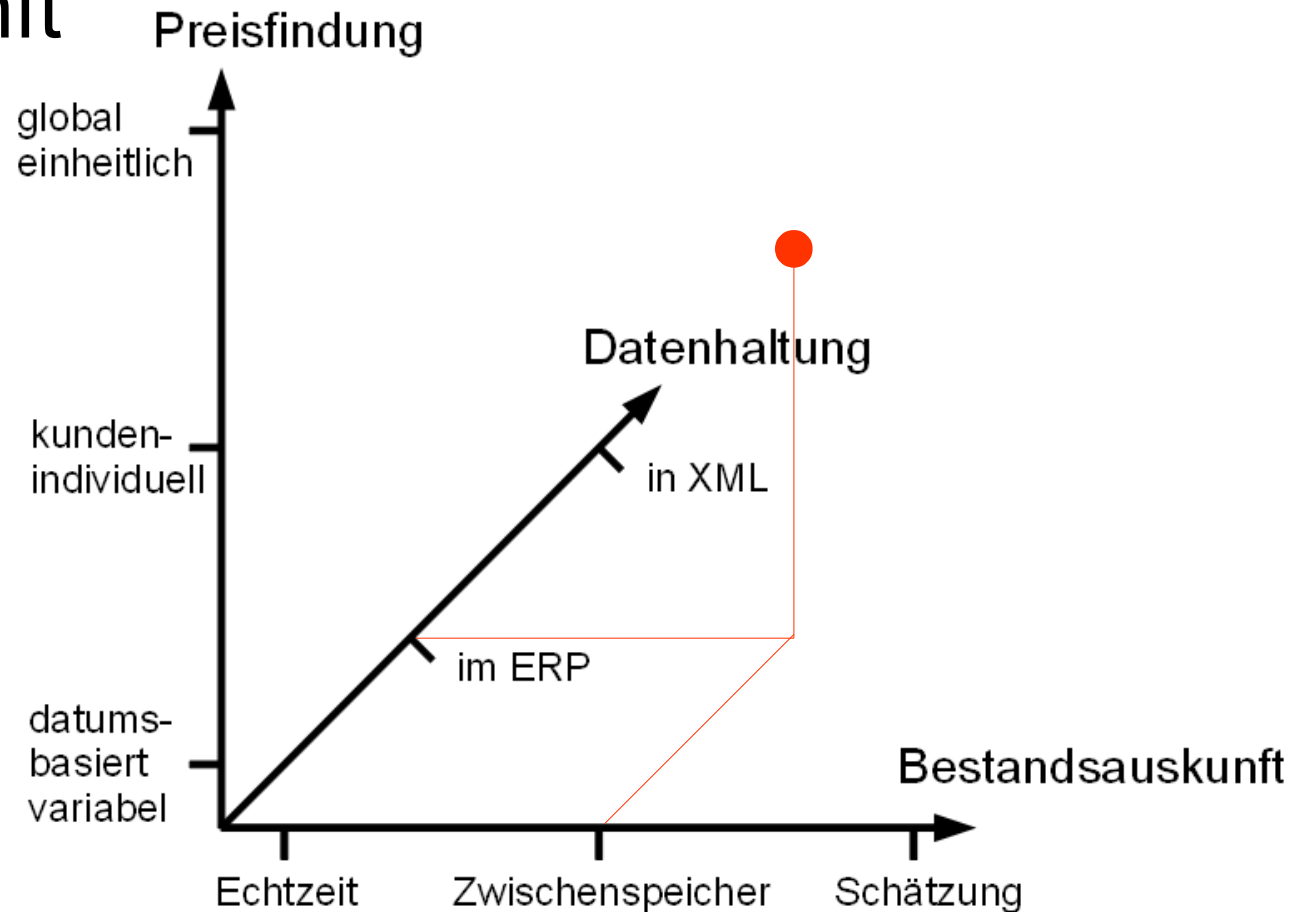 Preisfindung
global
einheitlich
Datenhaltung
kunden-
individuell
in XML
im ERP
datums-
basiert
variabel
Bestandsauskunft
Echtzeit
Zwischenspeicher
Schätzung